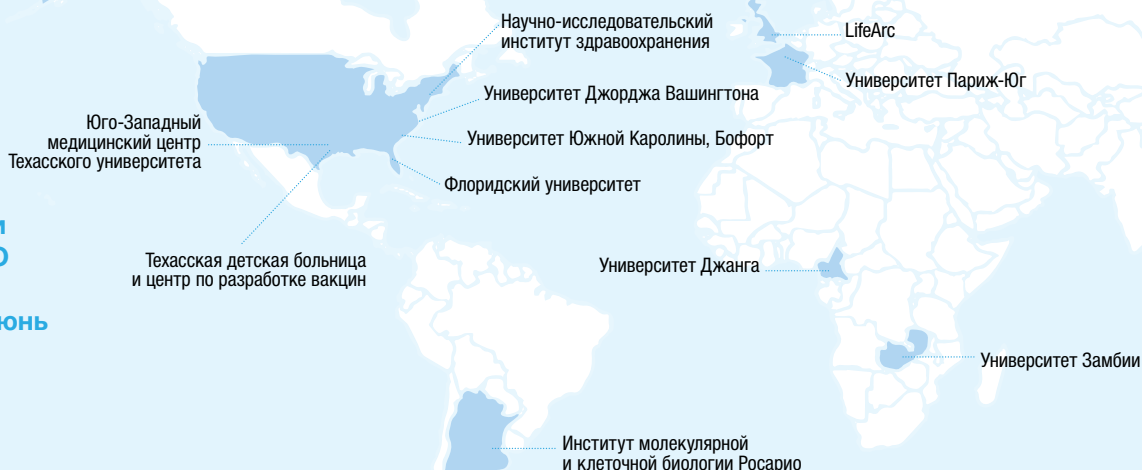 Научно-исследовательский
институт здравоохранения
LifeArc
Университет Париж-Юг
Университет Джорджа Вашингтона
Юго-Западный
медицинский центр
Техасского университета
Университет Южной Каролины, Бофорт
Флоридский университет
Техасская детская больница
и центр по разработке вакцин
Университет Джанга
Университет Замбии
Институт молекулярной
и клеточной биологии Росарио